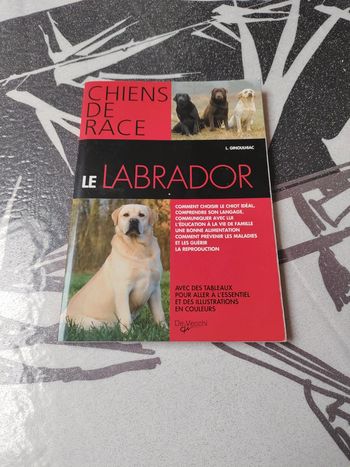 CHIENS
DE
RACE
L. GINOULHIAC
LE LABRADOR
COMMENT CHOISIR LE CHIOT IDÉAL,
COMPRENDRE SON LANGAGE,
COMMUNIQUER AVEC LUI
L'ÉDUCATION À LA VIE DE FAMILLE
UNE BONNE ALIMENTATION
COMMENT PRÉVENIR LES MALADIES
ET LES GUÉRIR
LA REPRODUCTION
AVEC DES TABLEAUX
POUR ALLER A L'ESSENTIEL
ET DES ILLUSTRATIONS
EN COULEURS
De Vecchi